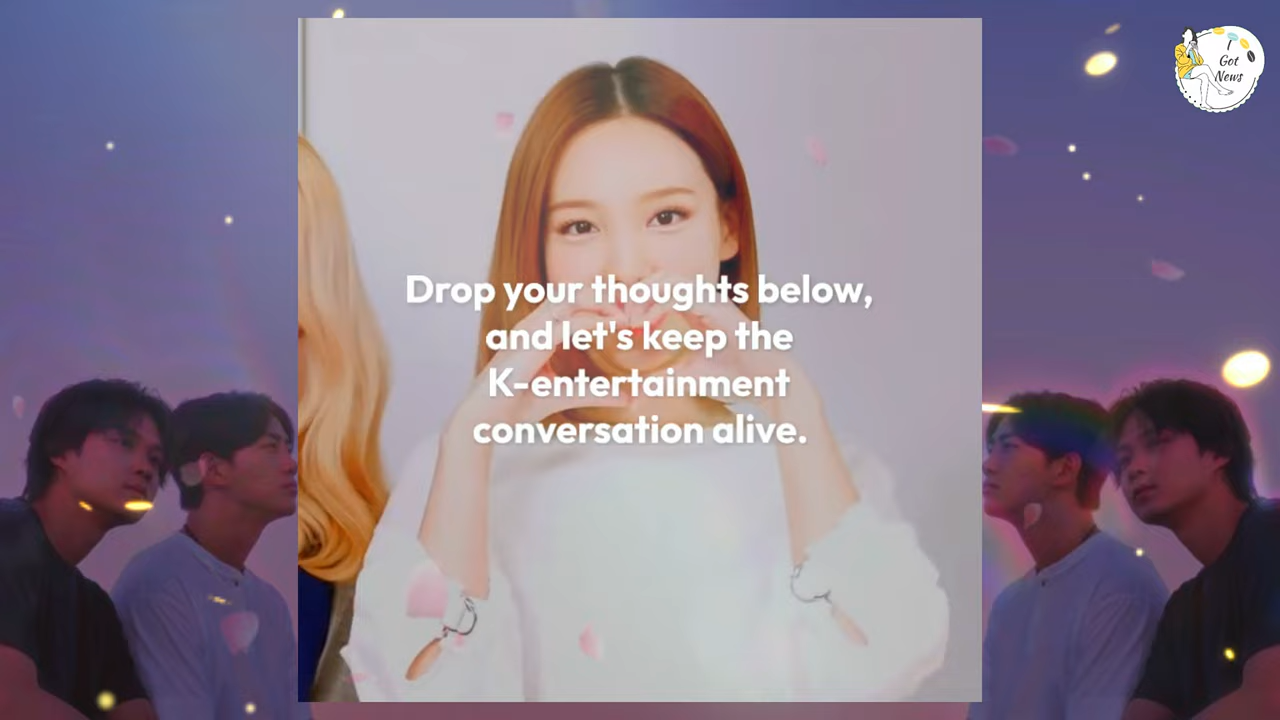 I
Got
News
Drop your thoughts below,
and let's keep the
K-entertainment
conversation alive.